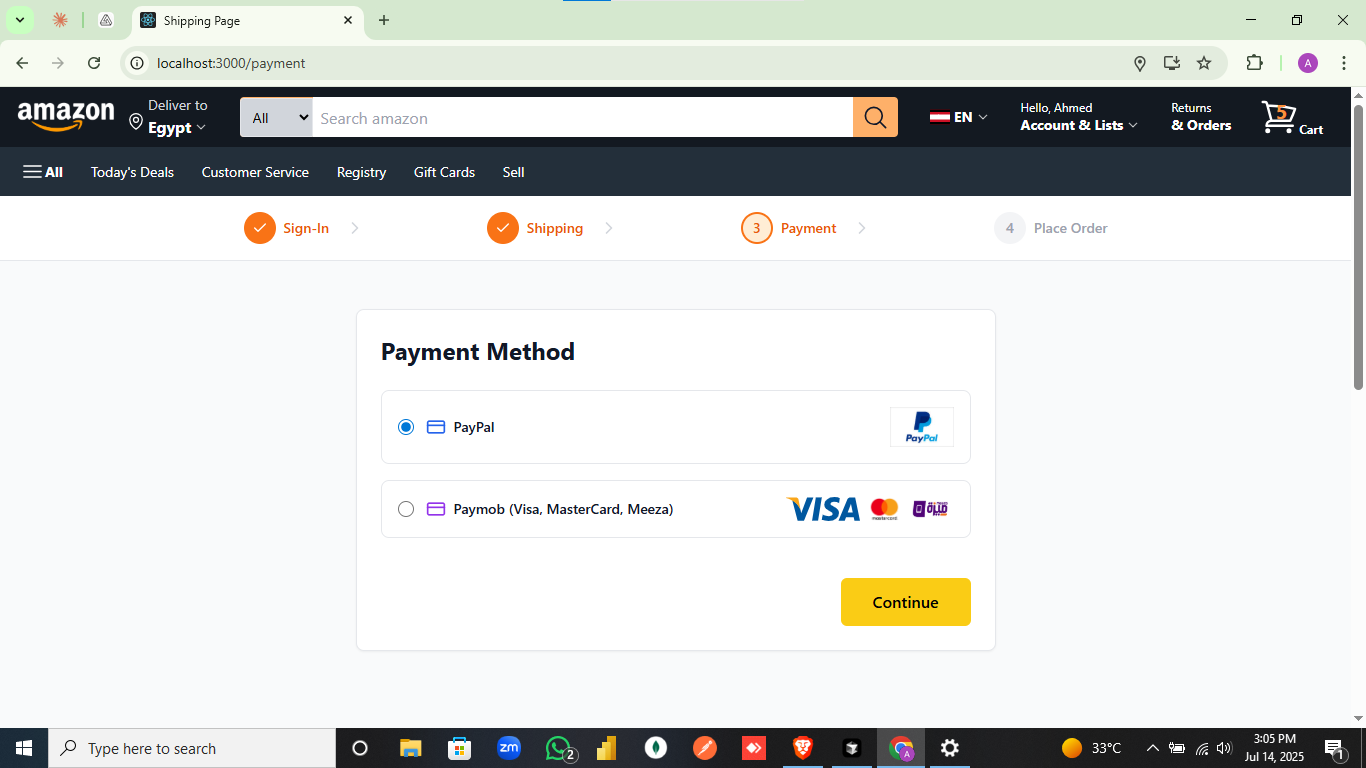 Shipping Page
localhost:3000/payment
A
amazon
Deliver to
Egypt
All
Search amazon
EN
Hello, Ahmed
Account & Lists
Returns
& Orders
5
Cart
All
Today's Deals
Customer Service
Registry
Gift Cards
Sell
Sign-In
Shipping
3
Payment
4
Place Order
Payment Method
PayPal
PayPal
Paymob (Visa, MasterCard, Meeza)
VISA
mastercard
Continue
Type here to search
zm
2
A
33°C
3:05 PM
Jul 14, 2025
1